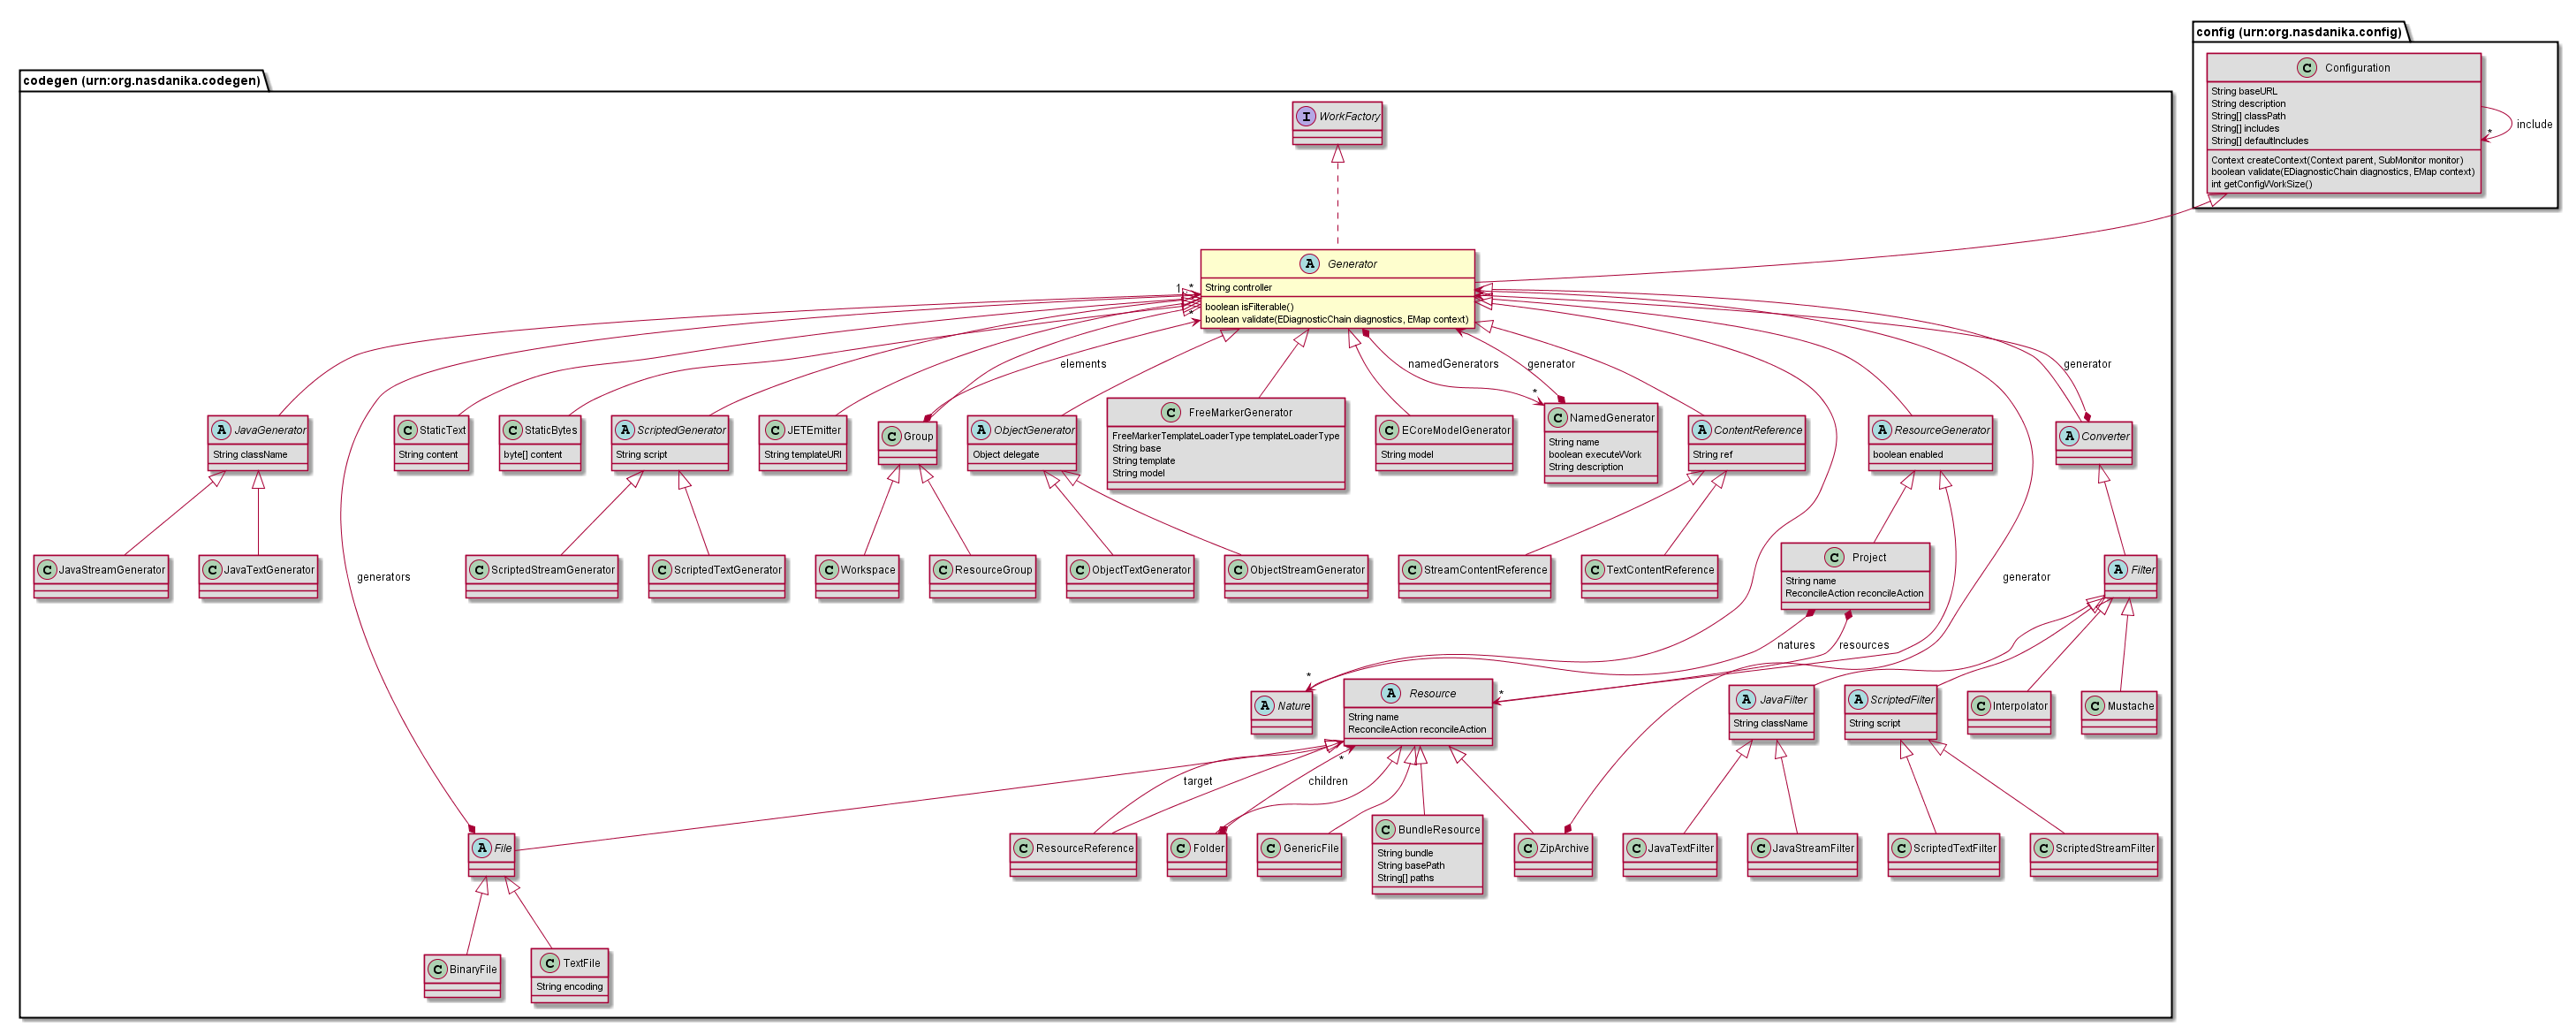 config (urn:org.nasdanika.config)
C Configuration
String baseURL
String description
String[] classPath
String[] includes
String[] defaultIncludes
Context createContext(Context parent, SubMonitor monitor)
boolean validate(EDiagnosticChain diagnostics, EMap context)
int getConfigWorkSize()
*
include
codegen (urn:org.nasdanika.codegen)
I WorkFactory
A Generator
String controller
boolean isFilterable()
boolean validate(EDiagnosticChain diagnostics, EMap context)
1
*
*
elements
namedGenerators
generator
generator
*
A JavaGenerator
String className
C StaticText
String content
C StaticBytes
byte[] content
A ScriptedGenerator
String script
C JETEmitter
String templateURI
C Group
A ObjectGenerator
Object delegate
C FreeMarkerGenerator
FreeMarkerTemplateLoaderType templateLoaderType
String base
String template
String model
C ECoreModelGenerator
String model
C NamedGenerator
String name
boolean executeWork
String description
A ContentReference
String ref
A ResourceGenerator
boolean enabled
A Converter
C JavaStreamGenerator
C JavaTextGenerator
generators
C ScriptedStreamGenerator
C ScriptedTextGenerator
C Workspace
C ResourceGroup
C ObjectTextGenerator
C ObjectStreamGenerator
C StreamContentReference
C TextContentReference
C Project
String name
ReconcileAction reconcileAction
generator
A Filter
natures
resources
*
*
A Nature
A Resource
String name
ReconcileAction reconcileAction
A JavaFilter
String className
A ScriptedFilter
String script
C Interpolator
C Mustache
*
target
children
A File
C ResourceReference
C Folder
C GenericFile
C BundleResource
String bundle
String basePath
String[] paths
C ZipArchive
C JavaTextFilter
C JavaStreamFilter
C ScriptedTextFilter
C ScriptedStreamFilter
C BinaryFile
C TextFile
String encoding